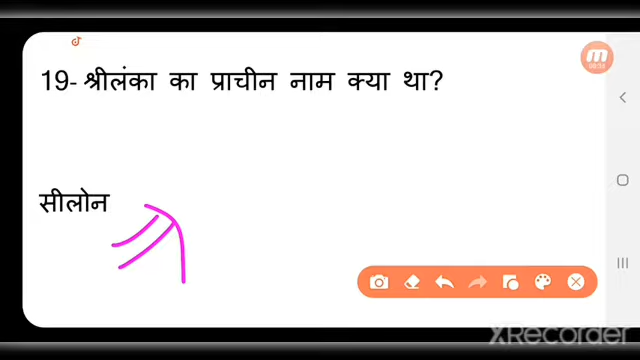 19- श्रीलंका का प्राचीन नाम क्या था?
सीलोन
XRecorder